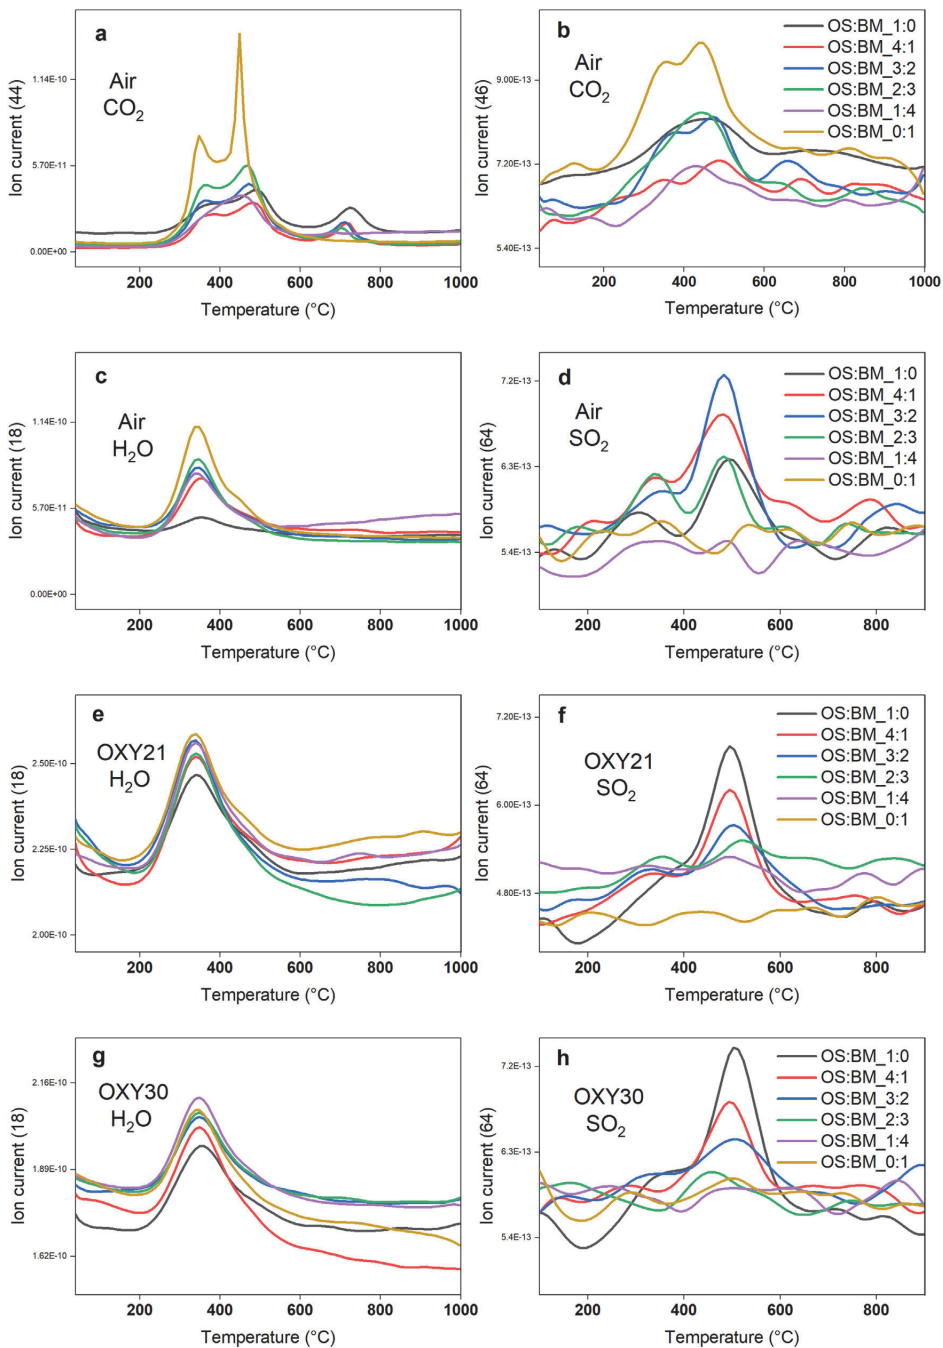 a
Air
CO2
Ion current (44)
1.14E-10
5.70E-11
0.00E+00
200 400 600 800 1000
Temperature (°C)
b
Air
CO2
Ion current (46)
9.00E-13
7.20E-13
5.40E-13
OS:BM_1:0
OS:BM_4:1
OS:BM_3:2
OS:BM_2:3
OS:BM_1:4
OS:BM_0:1
200 400 600 800 1000
Temperature (°C)
c
Air
H2O
Ion current (18)
1.14E-10
5.70E-11
0.00E+00
200 400 600 800 1000
Temperature (°C)
d
Air
SO2
Ion current (64)
7.2E-13
6.3E-13
5.4E-13
OS:BM_1:0
OS:BM_4:1
OS:BM_3:2
OS:BM_2:3
OS:BM_1:4
OS:BM_0:1
200 400 600 800
Temperature (°C)
e
OXY21
H2O
Ion current (18)
2.50E-10
2.25E-10
2.00E-10
200 400 600 800 1000
Temperature (°C)
f
OXY21
SO2
Ion current (64)
7.20E-13
6.00E-13
4.80E-13
OS:BM_1:0
OS:BM_4:1
OS:BM_3:2
OS:BM_2:3
OS:BM_1:4
OS:BM_0:1
200 400 600 800
Temperature (°C)
g
OXY30
H2O
Ion current (18)
2.16E-10
1.89E-10
1.62E-10
200 400 600 800 1000
Temperature (°C)
h
OXY30
SO2
Ion current (64)
7.2E-13
6.3E-13
5.4E-13
OS:BM_1:0
OS:BM_4:1
OS:BM_3:2
OS:BM_2:3
OS:BM_1:4
OS:BM_0:1
200 400 600 800
Temperature (°C)